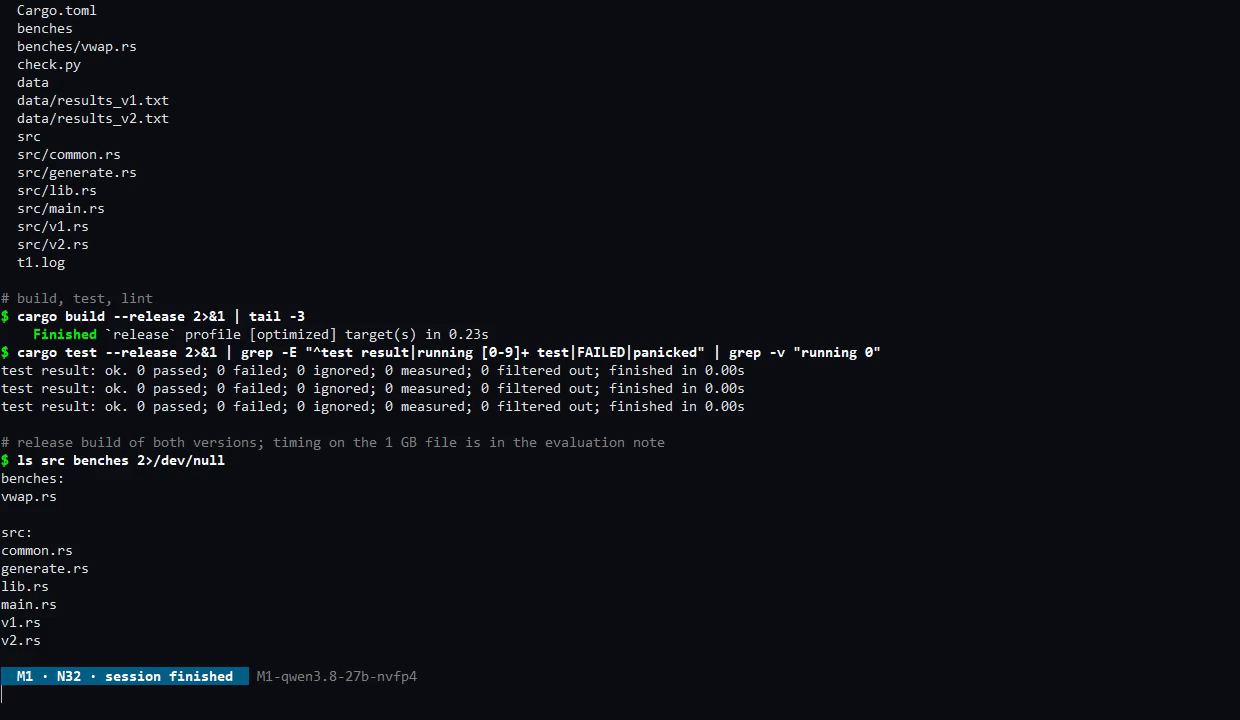 Cargo.toml
benches
benches/vwap.rs
check.py
data
data/results_v1.txt
data/results_v2.txt
src
src/common.rs
src/generate.rs
src/lib.rs
src/main.rs
src/v1.rs
src/v2.rs
t1.log
# build, test, lint
$ cargo build --release 2>&1 | tail -3
Finished `release` profile [optimized] target(s) in 0.23s
$ cargo test --release 2>&1 | grep -E "^test result|running [0-9]+ test|FAILED|panicked" | grep -v "running 0"
test result: ok. 0 passed; 0 failed; 0 ignored; 0 measured; 0 filtered out; finished in 0.00s
test result: ok. 0 passed; 0 failed; 0 ignored; 0 measured; 0 filtered out; finished in 0.00s
test result: ok. 0 passed; 0 failed; 0 ignored; 0 measured; 0 filtered out; finished in 0.00s
# release build of both versions; timing on the 1 GB file is in the evaluation note
$ ls src benches 2>/dev/null
benches:
vwap.rs
src:
common.rs
generate.rs
lib.rs
main.rs
v1.rs
v2.rs
M1 · N32 · session finished M1-qwen3.8-27b-nvfp4